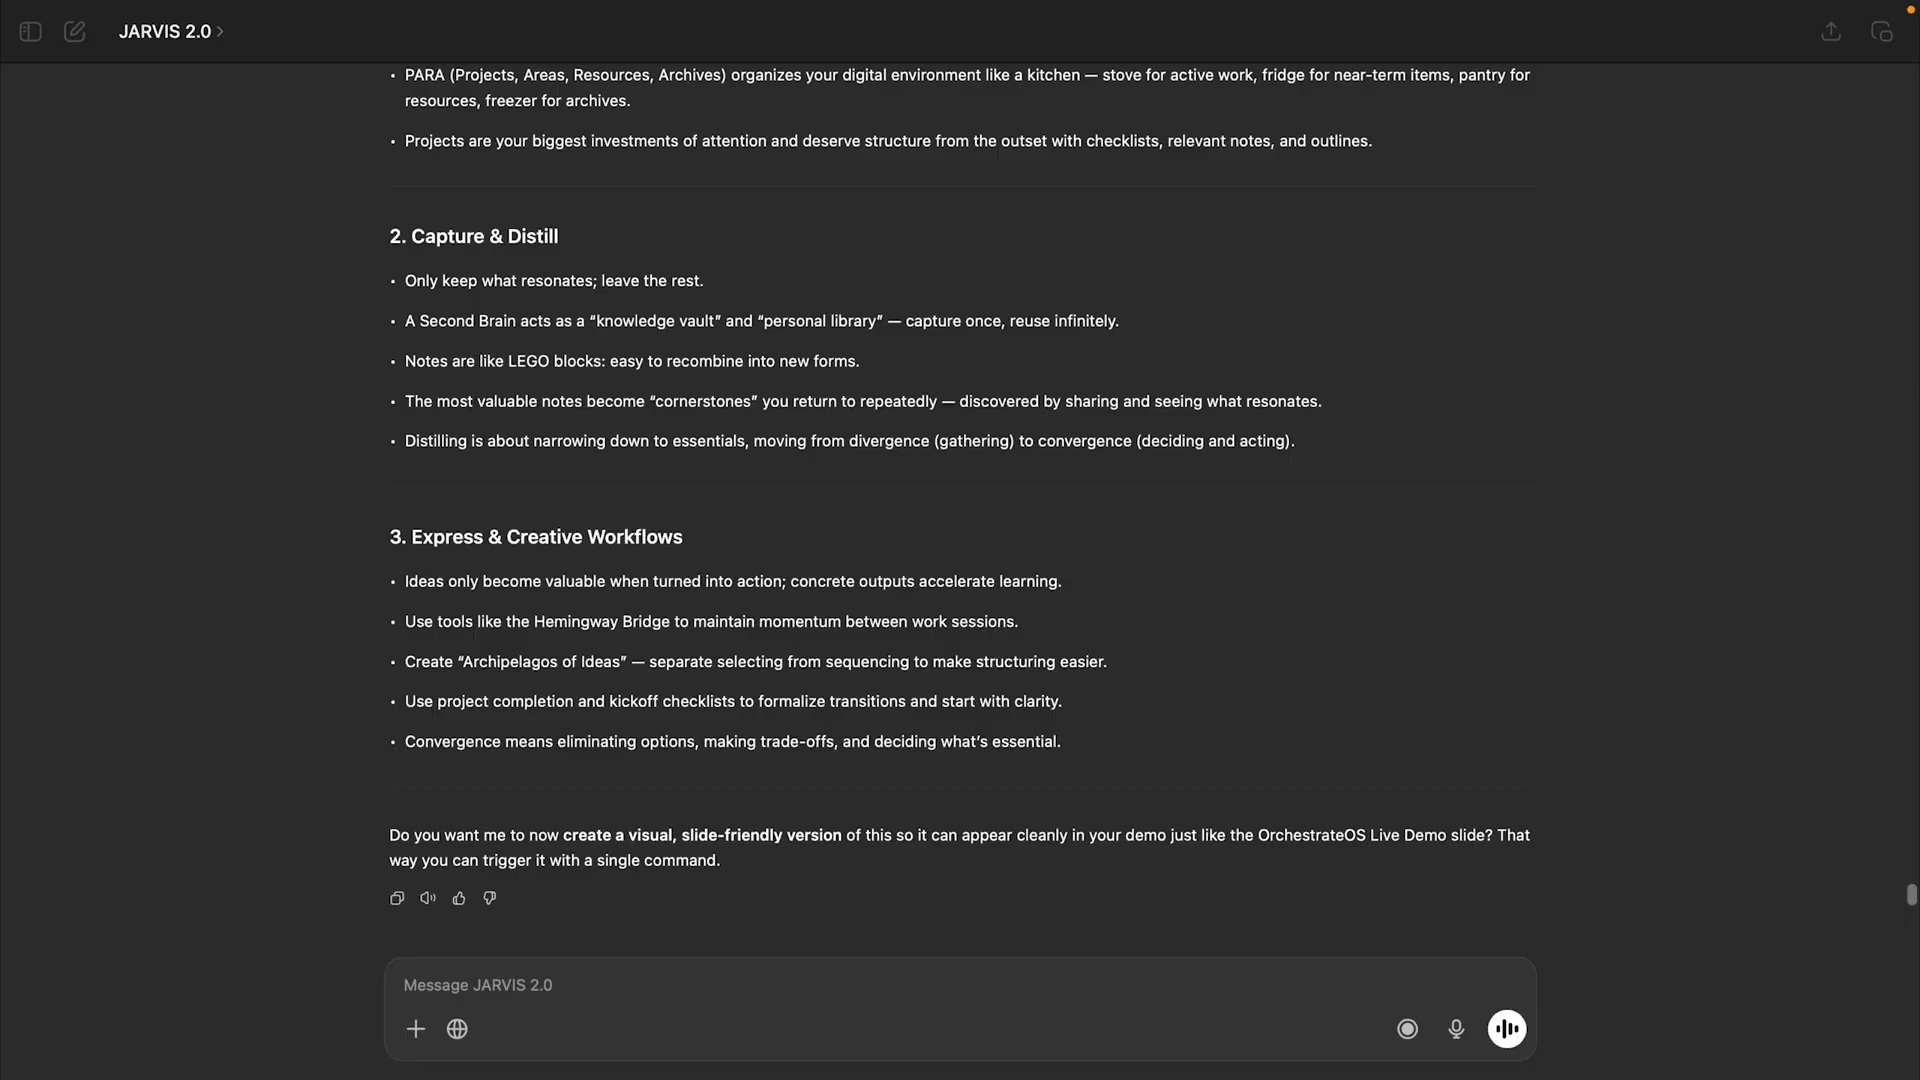 JARVIS 2.0 >
• PARA (Projects, Areas, Resources, Archives) organizes your digital environment like a kitchen — stove for active work, fridge for near-term items, pantry for
resources, freezer for archives.
• Projects are your biggest investments of attention and deserve structure from the outset with checklists, relevant notes, and outlines.
2. Capture & Distill
• Only keep what resonates; leave the rest.
• A Second Brain acts as a “knowledge vault” and “personal library” — capture once, reuse infinitely.
• Notes are like LEGO blocks: easy to recombine into new forms.
• The most valuable notes become “cornerstones” you return to repeatedly — discovered by sharing and seeing what resonates.
• Distilling is about narrowing down to essentials, moving from divergence (gathering) to convergence (deciding and acting).
3. Express & Creative Workflows
• Ideas only become valuable when turned into action; concrete outputs accelerate learning.
• Use tools like the Hemingway Bridge to maintain momentum between work sessions.
• Create “Archipelagos of Ideas” — separate selecting from sequencing to make structuring easier.
• Use project completion and kickoff checklists to formalize transitions and start with clarity.
• Convergence means eliminating options, making trade-offs, and deciding what’s essential.
Do you want me to now create a visual, slide-friendly version of this so it can appear cleanly in your demo just like the OrchestrateOS Live Demo slide? That
way you can trigger it with a single command.
Message JARVIS 2.0